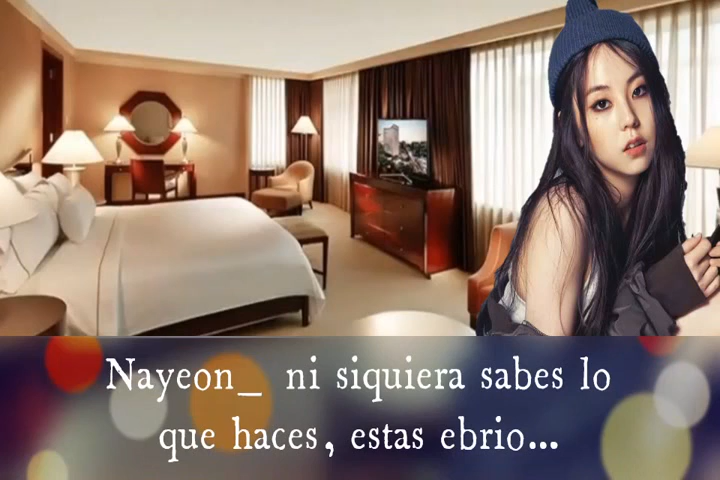 Nayeon_ ni siquiera sabes lo
que haces, estas ebrio...